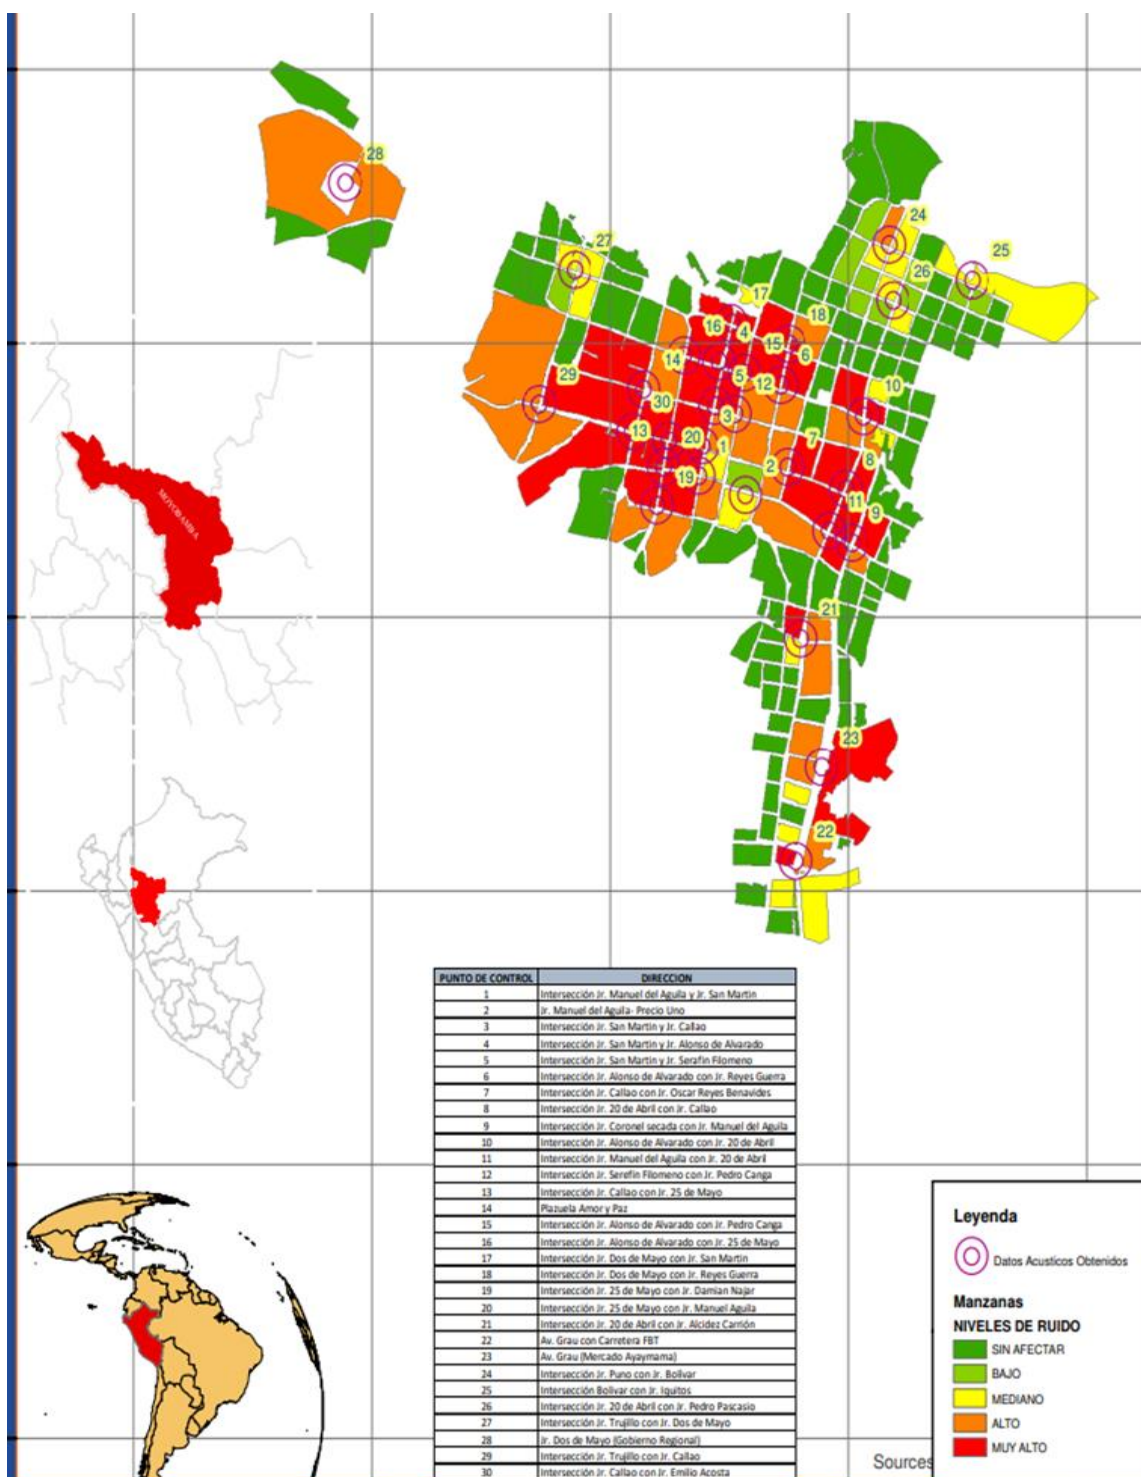 28
24
27
25
26
17
18
16
4
15
6
14
5
12
29
10
30
3
13
20
7
1
8
2
19
11
9
MOYOBAMBA
21
23
22
PUNTO DE CONTROL DIRECCION
1 Intersección Jr. Manuel del Aguila y Jr. San Martin
2 Jr. Manuel del Aguila- Precio Uno
3 Intersección Jr. San Martin y Jr. Callao
4 Intersección Jr. San Martin y Jr. Alonso de Alvarado
5 Intersección Jr. San Martin y Jr. Serafin Filomeno
6 Intersección Jr. Alonso de Alvarado con Jr. Reyes Guerra
7 Intersección Jr. Callao con Jr. Oscar Reyes Benavides
8 Intersección Jr. 20 de Abril con Jr. Callao
9 Intersección Jr. Coronel secada con Jr. Manuel del Aguila
10 Intersección Jr. Alonso de Alvarado con Jr. 20 de Abril
11 Intersección Jr. Manuel del Aguila con Jr. 20 de Abril
12 Intersección Jr. Serefin Filomeno con Jr. Pedro Canga
13 Intersección Jr. Callao con Jr. 25 de Mayo
14 Plazuela Amor y Paz
15 Intersección Jr. Alonso de Alvarado con Jr. Pedro Canga
16 Intersección Jr. Alonso de Alvarado con Jr. 25 de Mayo
17 Intersección Jr. Dos de Mayo con Jr. San Martin
18 Intersección Jr. Dos de Mayo con Jr. Reyes Guerra
19 Intersección Jr. 25 de Mayo con Jr. Damian Najar
20 Intersección Jr. 25 de Mayo con Jr. Manuel Aguila
21 Intersección Jr. 20 de Abril con Jr. Alcidez Carrión
22 Av. Grau con Carretera FBT
23 Av. Grau (Mercado Ayaymama)
24 Intersección Jr. Puno con Jr. Bolivar
25 Intersección Bolivar con Jr. Iquitos
26 Intersección Jr. 20 de Abril con Jr. Pedro Pascasio
27 Intersección Jr. Trujillo con Jr. Dos de Mayo
28 Jr. Dos de Mayo (Gobierno Regional)
29 Intersección Jr. Trujillo con Jr. Callao
30 Intersección Jr. Callao con Jr. Emilio Acosta
Leyenda
Datos Acusticos Obtenidos
Manzanas
NIVELES DE RUIDO
SIN AFECTAR
BAJO
MEDIANO
ALTO
MUY ALTO
Sources